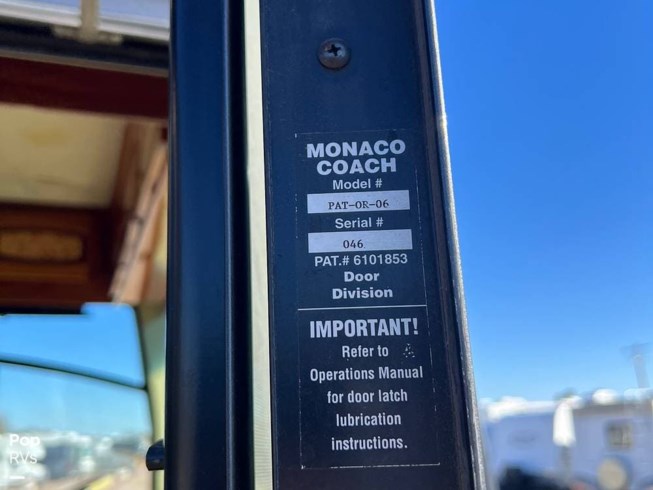 MONACO
COACH
Model #
PAT-OR-06
Serial #
046
PAT.# 6101853
Door
Division
IMPORTANT!
Refer to
Operations Manual
for door latch
lubrication
instructions.
Pop
RVs